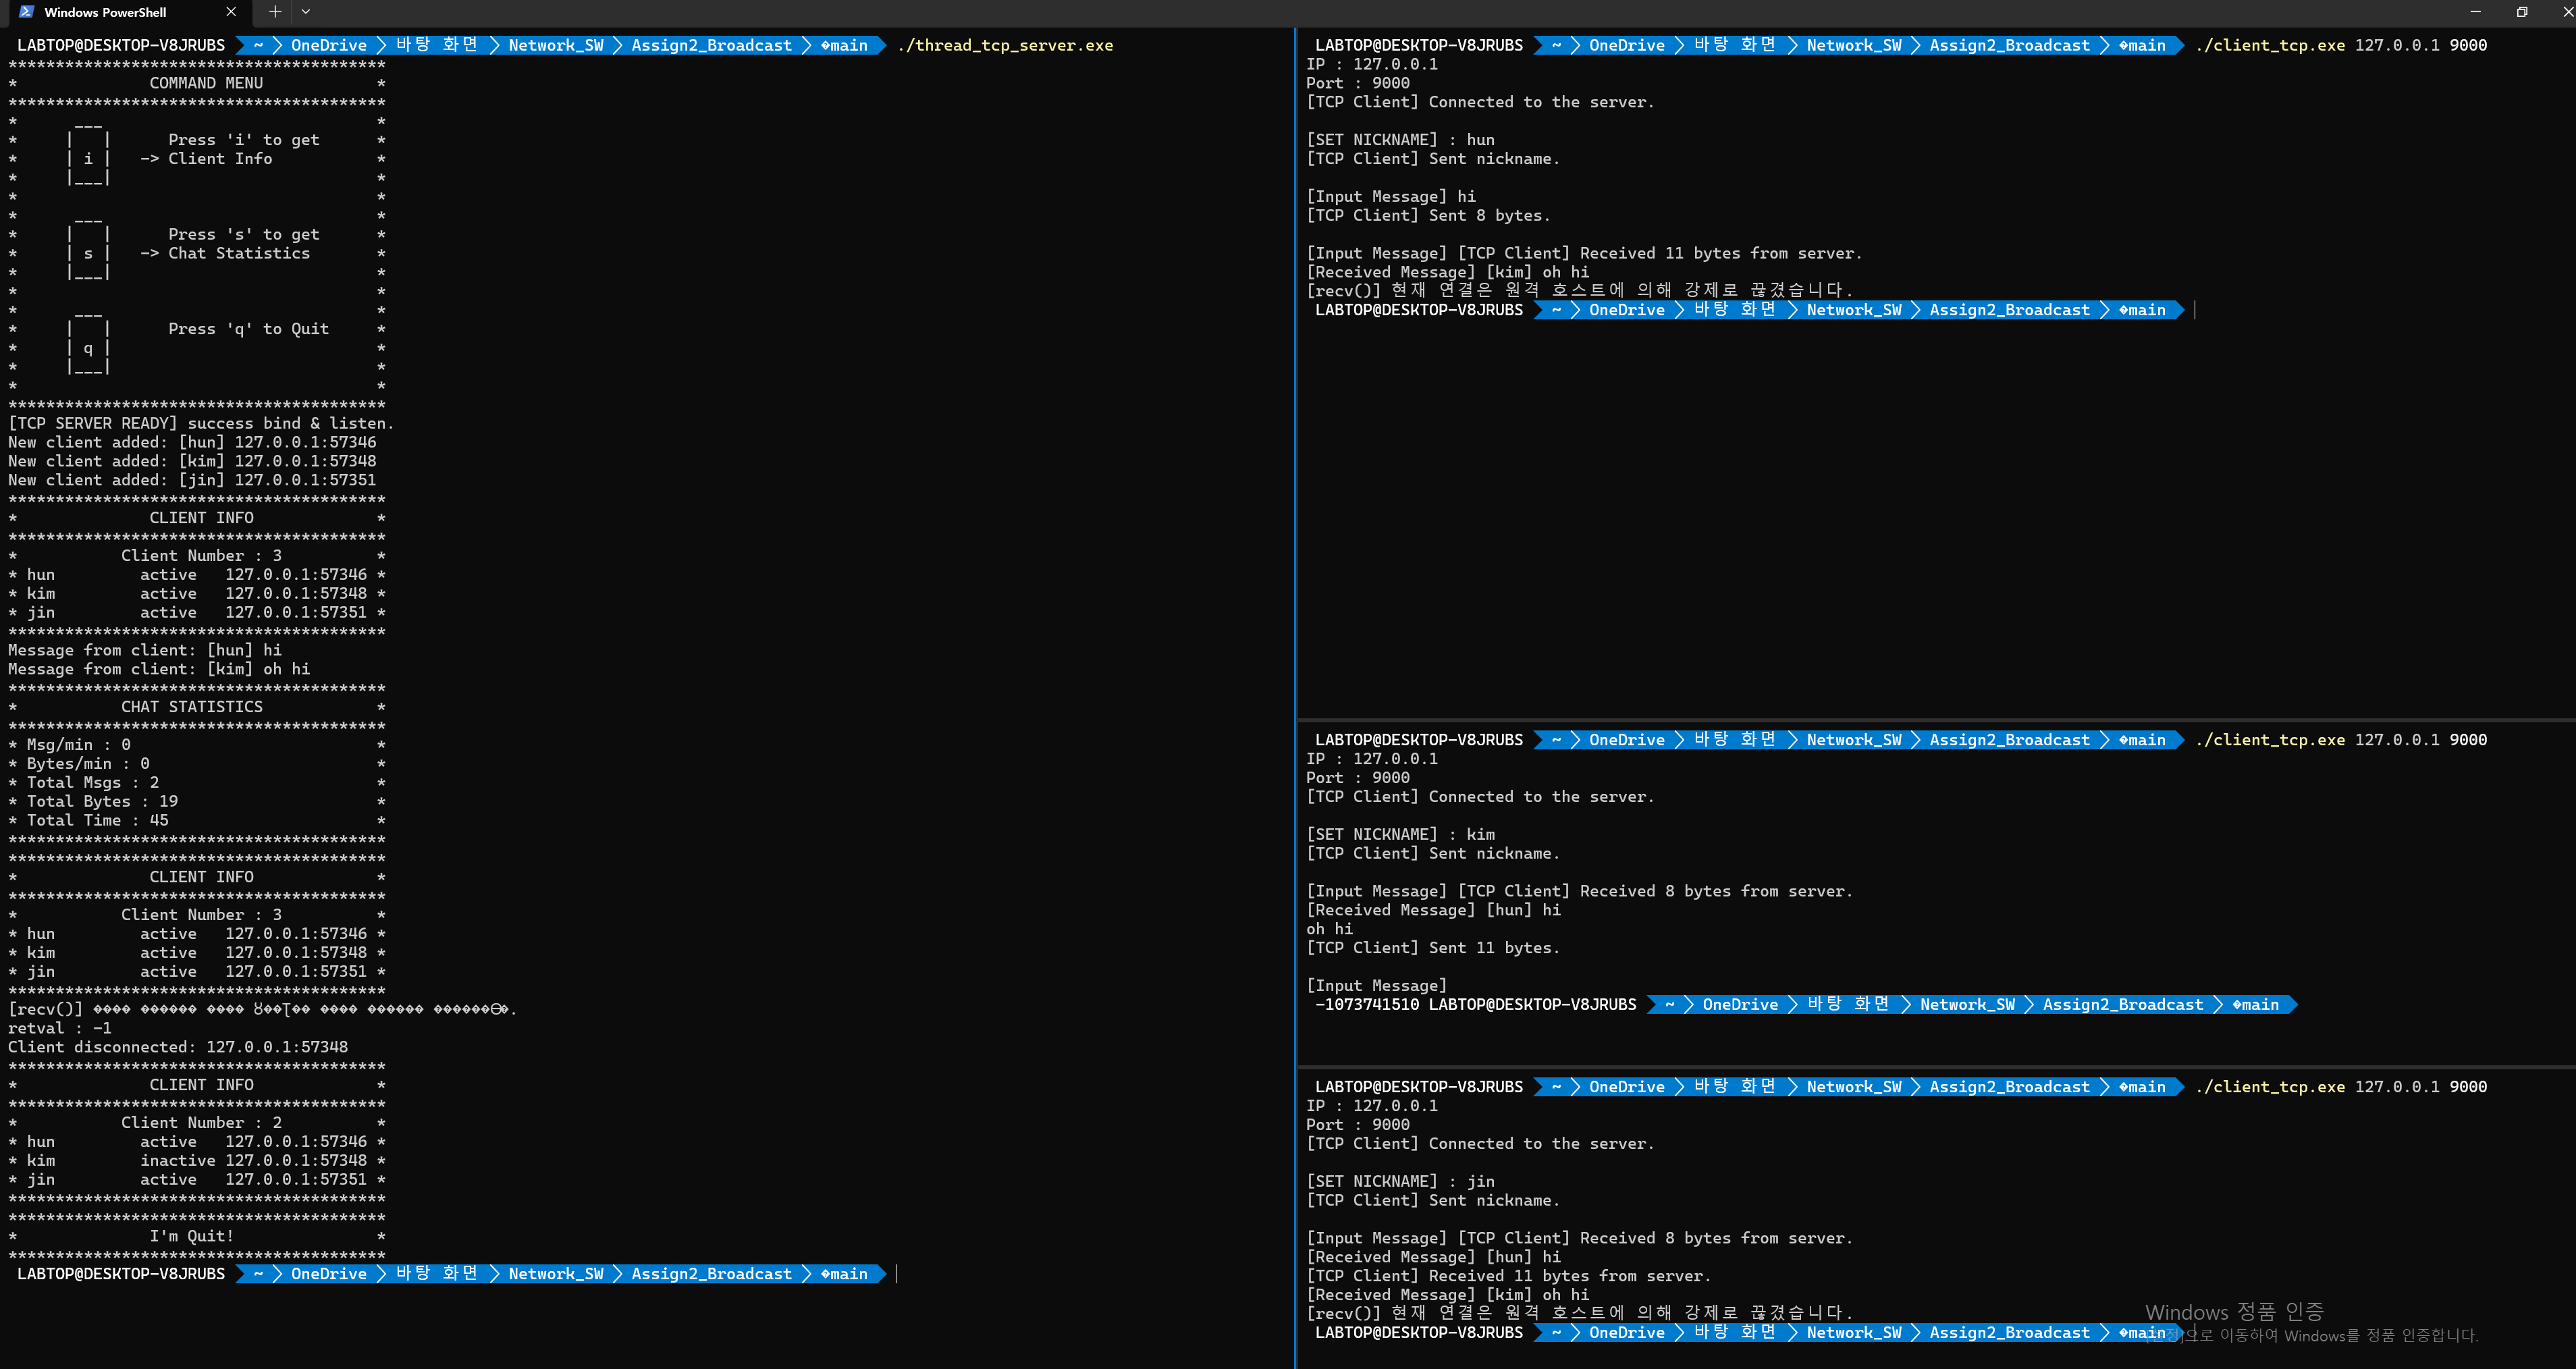 Windows PowerShell
LABTOP@DESKTOP-V8JRUBS ~ OneDrive 바탕 화면 Network_SW Assign2_Broadcast �main ./thread_tcp_server.exe
****************************************
*              COMMAND MENU            *
****************************************
*      ___                             *
*     |   |      Press 'i' to get      *
*     | i |   -> Client Info           *
*     |___|                            *
*                                      *
*      ___                             *
*     |   |      Press 's' to get      *
*     | s |   -> Chat Statistics       *
*     |___|                            *
*                                      *
*      ___                             *
*     |   |      Press 'q' to Quit     *
*     | q |                            *
*     |___|                            *
*                                      *
****************************************
[TCP SERVER READY] success bind & listen.
New client added: [hun] 127.0.0.1:57346
New client added: [kim] 127.0.0.1:57348
New client added: [jin] 127.0.0.1:57351
****************************************
*              CLIENT INFO             *
****************************************
*           Client Number : 3          *
* hun         active   127.0.0.1:57346 *
* kim         active   127.0.0.1:57348 *
* jin         active   127.0.0.1:57351 *
****************************************
Message from client: [hun] hi
Message from client: [kim] oh hi
****************************************
*           CHAT STATISTICS            *
****************************************
* Msg/min : 0                          *
* Bytes/min : 0                        *
* Total Msgs : 2                       *
* Total Bytes : 19                     *
* Total Time : 45                      *
****************************************
****************************************
*              CLIENT INFO             *
****************************************
*           Client Number : 3          *
* hun         active   127.0.0.1:57346 *
* kim         active   127.0.0.1:57348 *
* jin         active   127.0.0.1:57351 *
****************************************
[recv()]
retval : -1
Client disconnected: 127.0.0.1:57348
****************************************
*              CLIENT INFO             *
****************************************
*           Client Number : 2          *
* hun         active   127.0.0.1:57346 *
* kim         inactive 127.0.0.1:57348 *
* jin         active   127.0.0.1:57351 *
****************************************
****************************************
*              I'm Quit!               *
****************************************
LABTOP@DESKTOP-V8JRUBS ~ OneDrive 바탕 화면 Network_SW Assign2_Broadcast �main
LABTOP@DESKTOP-V8JRUBS ~ OneDrive 바탕 화면 Network_SW Assign2_Broadcast �main ./client_tcp.exe 127.0.0.1 9000
IP : 127.0.0.1
Port : 9000
[TCP Client] Connected to the server.
[SET NICKNAME] : hun
[TCP Client] Sent nickname.
[Input Message] hi
[TCP Client] Sent 8 bytes.
[Input Message] [TCP Client] Received 11 bytes from server.
[Received Message] [kim] oh hi
[recv()] 현재 연결은 원격 호스트에 의해 강제로 끊겼습니다.
LABTOP@DESKTOP-V8JRUBS ~ OneDrive 바탕 화면 Network_SW Assign2_Broadcast �main
LABTOP@DESKTOP-V8JRUBS ~ OneDrive 바탕 화면 Network_SW Assign2_Broadcast �main ./client_tcp.exe 127.0.0.1 9000
IP : 127.0.0.1
Port : 9000
[TCP Client] Connected to the server.
[SET NICKNAME] : kim
[TCP Client] Sent nickname.
[Input Message] [TCP Client] Received 8 bytes from server.
[Received Message] [hun] hi
oh hi
[TCP Client] Sent 11 bytes.
[Input Message]
-1073741510 LABTOP@DESKTOP-V8JRUBS ~ OneDrive 바탕 화면 Network_SW Assign2_Broadcast �main
LABTOP@DESKTOP-V8JRUBS ~ OneDrive 바탕 화면 Network_SW Assign2_Broadcast �main ./client_tcp.exe 127.0.0.1 9000
IP : 127.0.0.1
Port : 9000
[TCP Client] Connected to the server.
[SET NICKNAME] : jin
[TCP Client] Sent nickname.
[Input Message] [TCP Client] Received 8 bytes from server.
[Received Message] [hun] hi
[TCP Client] Received 11 bytes from server.
[Received Message] [kim] oh hi
[recv()] 현재 연결은 원격 호스트에 의해 강제로 끊겼습니다.
LABTOP@DESKTOP-V8JRUBS ~ OneDrive 바탕 화면 Network_SW Assign2_Broadcast �main
Windows 정품 인증
이동하여 Windows를 정품 인증합니다.